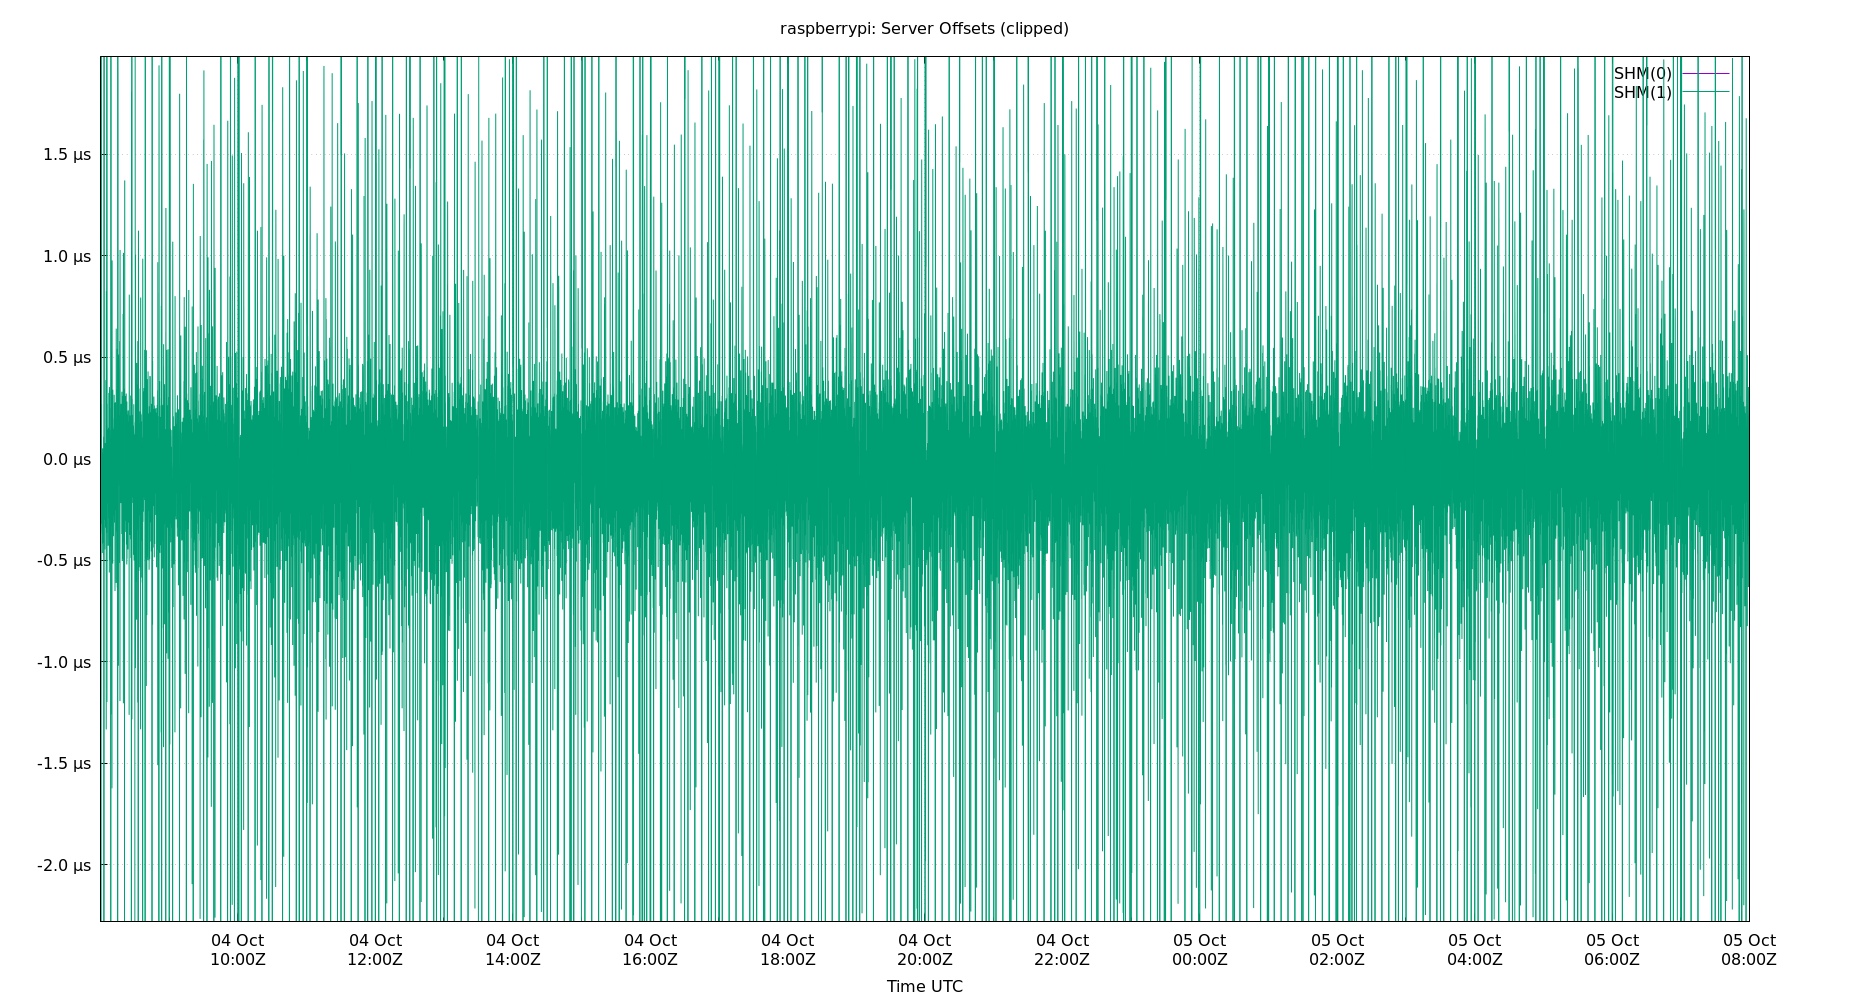 raspberrypi: Server Offsets (clipped)
SHM(0)
SHM(1)
1.5 µs
1.0 µs
0.5 µs
0.0 µs
-0.5 µs
-1.0 µs
-1.5 µs
-2.0 µs
04 Oct 04 Oct 04 Oct 04 Oct 04 Oct 04 Oct 04 Oct 05 Oct 05 Oct 05 Oct 05 Oct 05 Oct
10:00Z 12:00Z 14:00Z 16:00Z 18:00Z 20:00Z 22:00Z 00:00Z 02:00Z 04:00Z 06:00Z 08:00Z
Time UTC